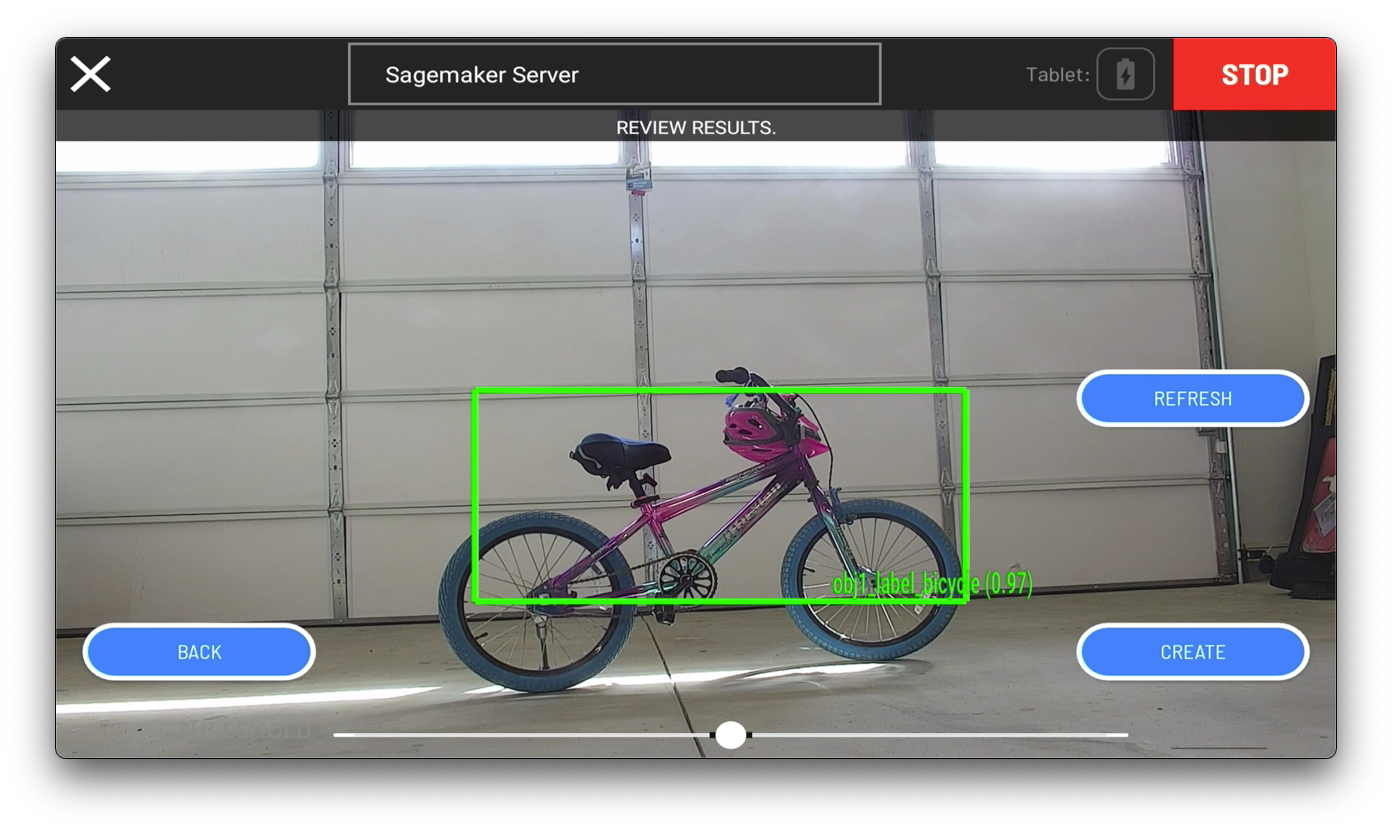 Sagemaker Server
Tablet:
STOP
REVIEW RESULTS.
REFRESH
obj1_label_bicycle (0.97)
BACK
CREATE